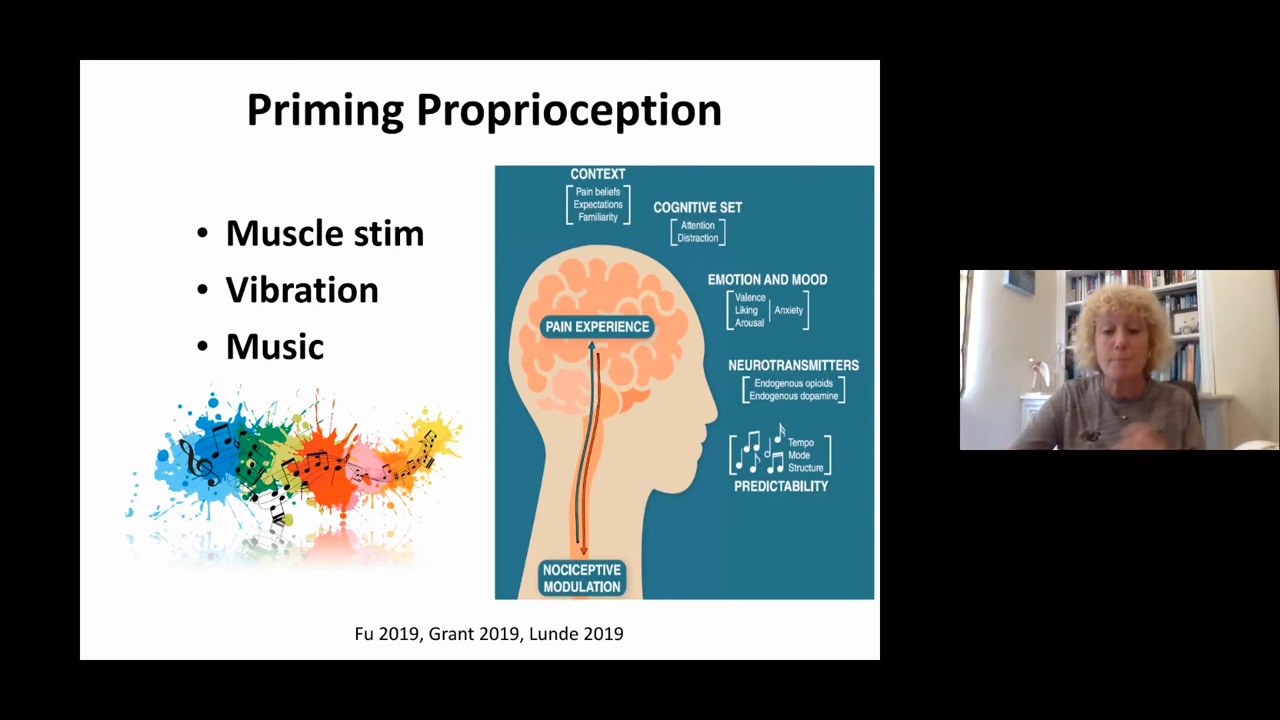 Priming Proprioception
• Muscle stim
• Vibration
• Music
CONTEXT
Pain beliefs
Expectations
Familiarity
COGNITIVE SET
Attention
Distraction
EMOTION AND MOOD
Valence
Liking
Arousal
Anxiety
PAIN EXPERIENCE
NEUROTRANSMITTERS
Endogenous opioids
Endogenous dopamine
Tempo
Mode
Structure
PREDICTABILITY
NOCICEPTIVE
MODULATION
Fu 2019, Grant 2019, Lunde 2019